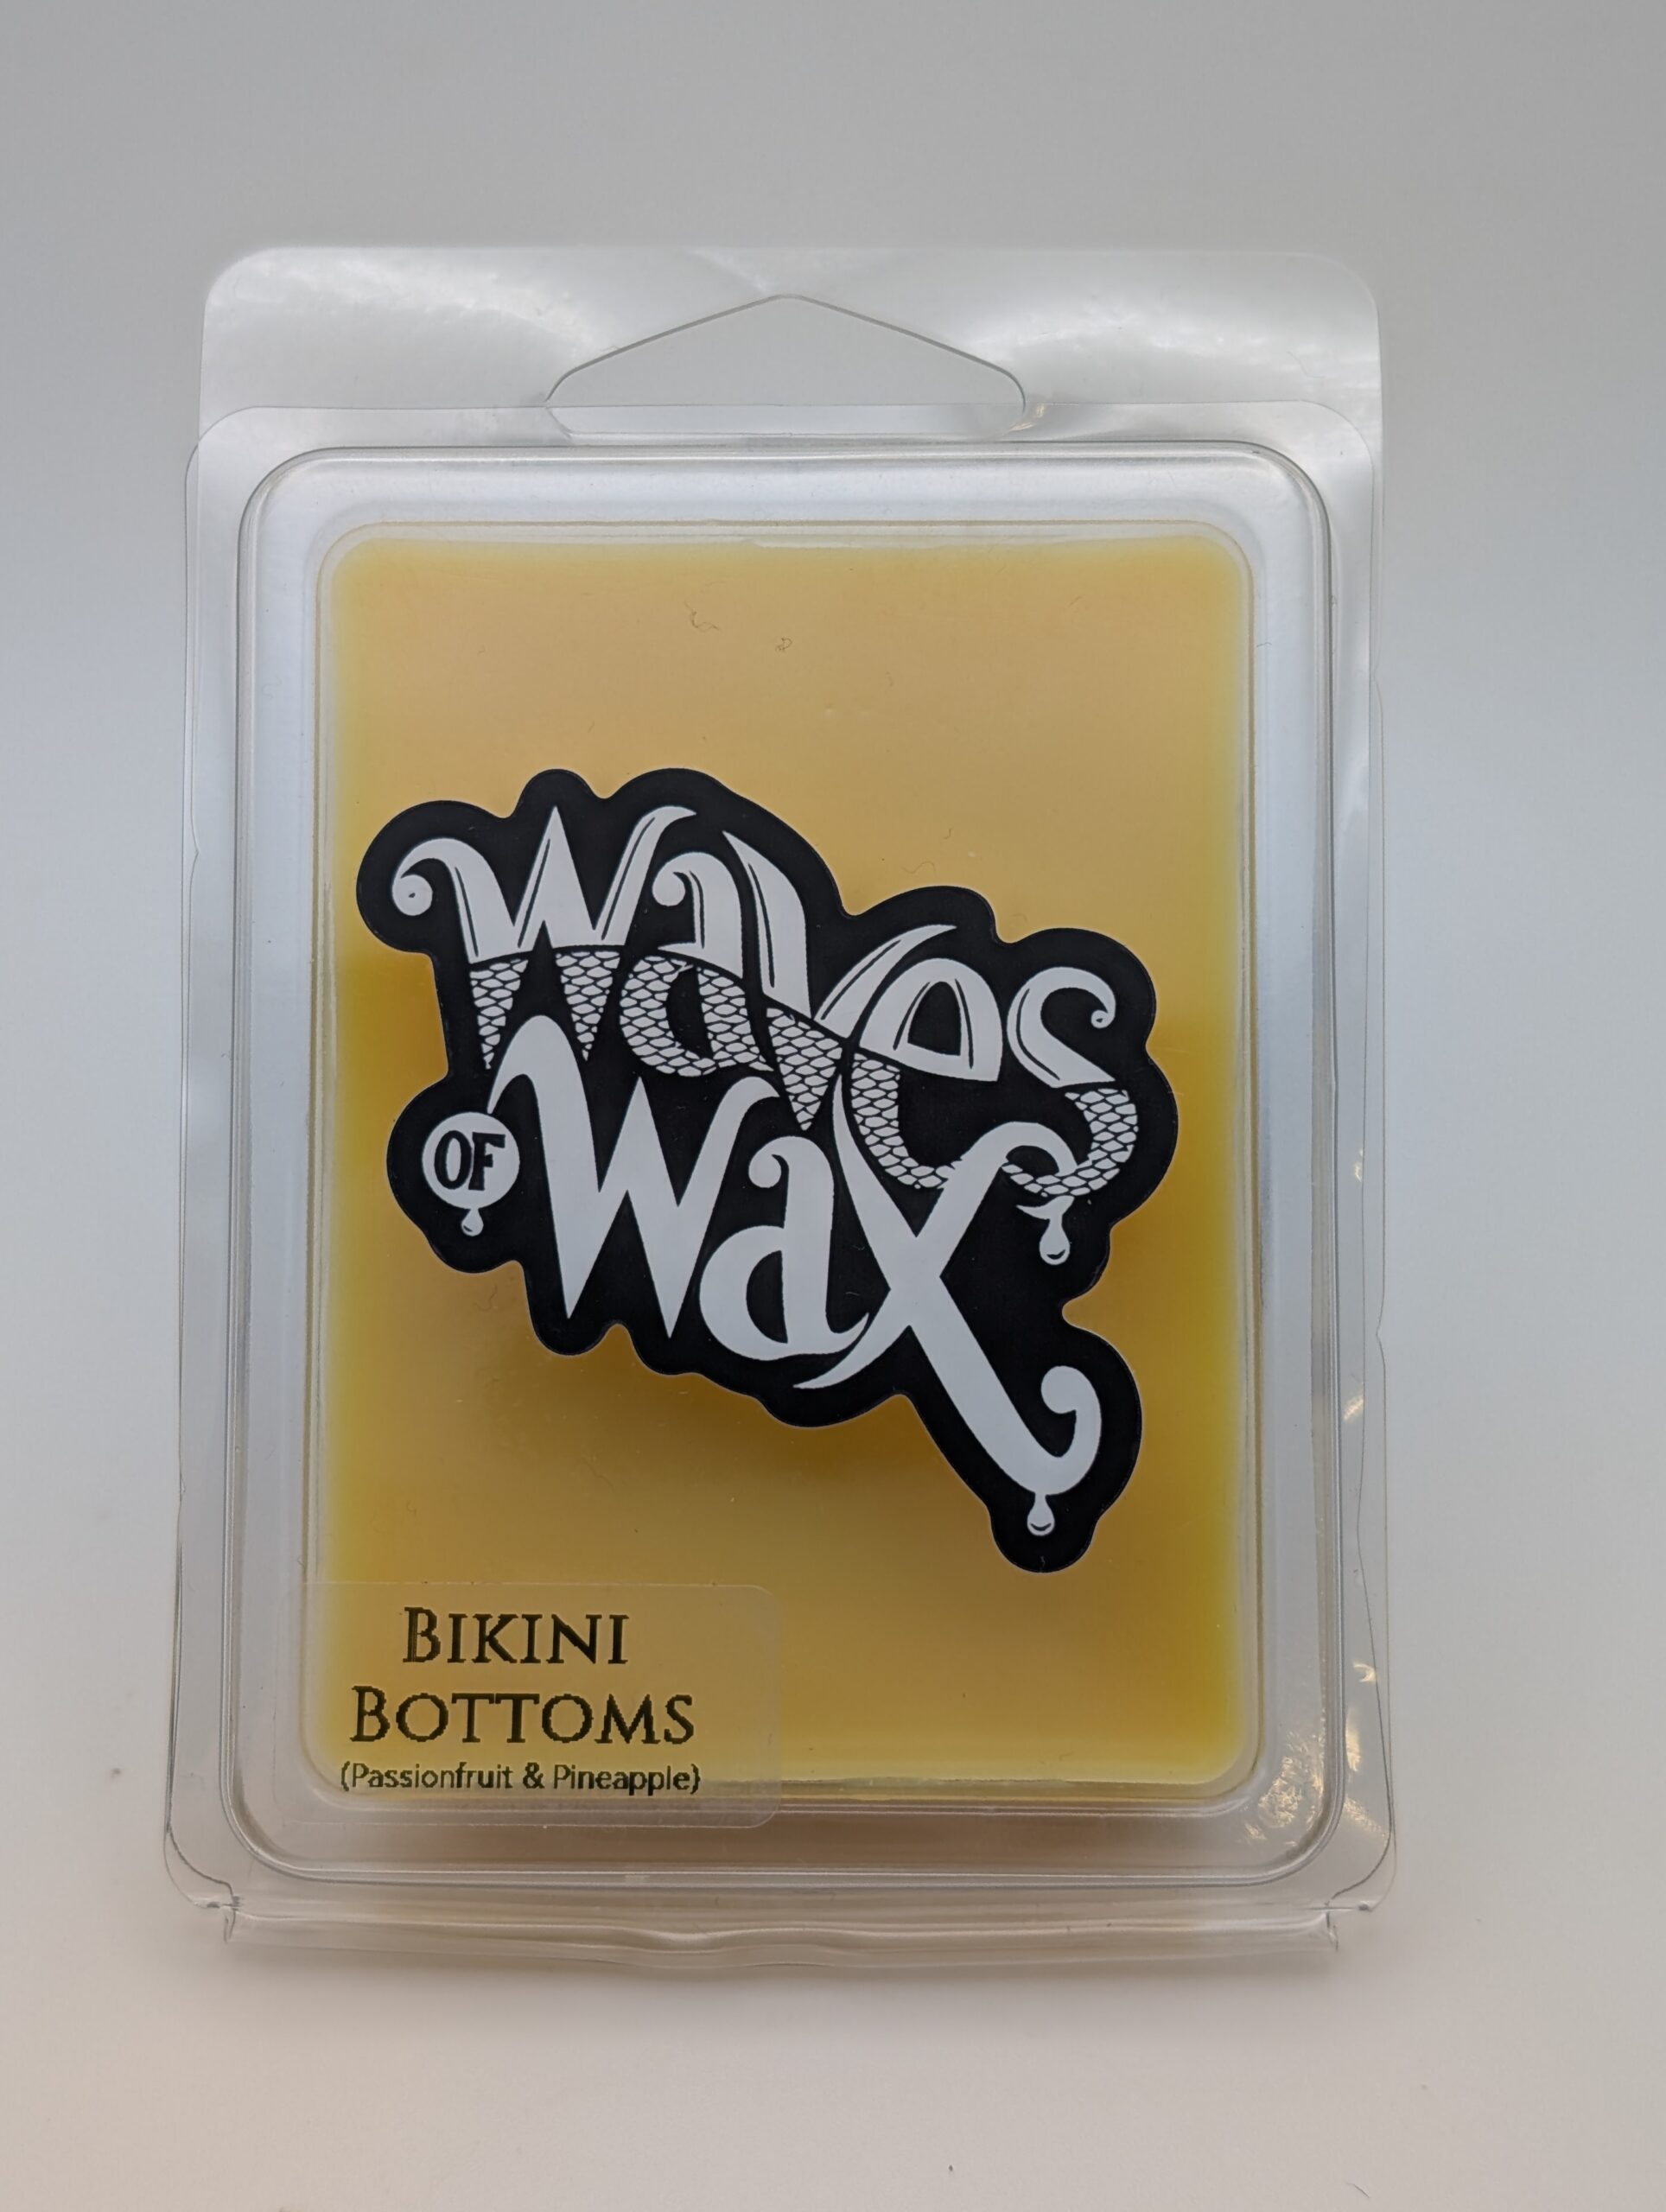 Waves
OF
Wax
BIKINI
BOTTOMS
(Passionfruit & Pineapple)